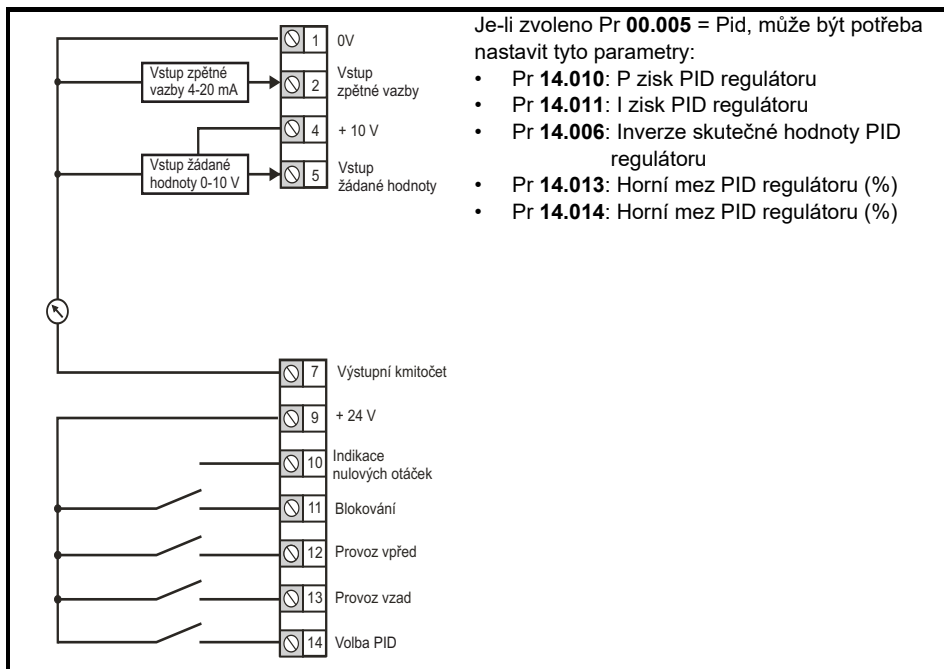 1 0V
Vstup zpětné
vazby 4-20 mA
2 Vstup
zpětné vazby
4 + 10 V
Vstup žádané
hodnoty 0-10 V
5 Vstup
žádané hodnoty
7 Výstupní kmitočet
9 + 24 V
10 Indikace
nulových otáček
11 Blokování
12 Provoz vpřed
13 Provoz vzad
14 Volba PID
Je-li zvoleno Pr 00.005 = Pid, může být potřeba
nastavit tyto parametry:
• Pr 14.010: P zisk PID regulátoru
• Pr 14.011: I zisk PID regulátoru
• Pr 14.006: Inverze skutečné hodnoty PID
regulátoru
• Pr 14.013: Horní mez PID regulátoru (%)
• Pr 14.014: Horní mez PID regulátoru (%)